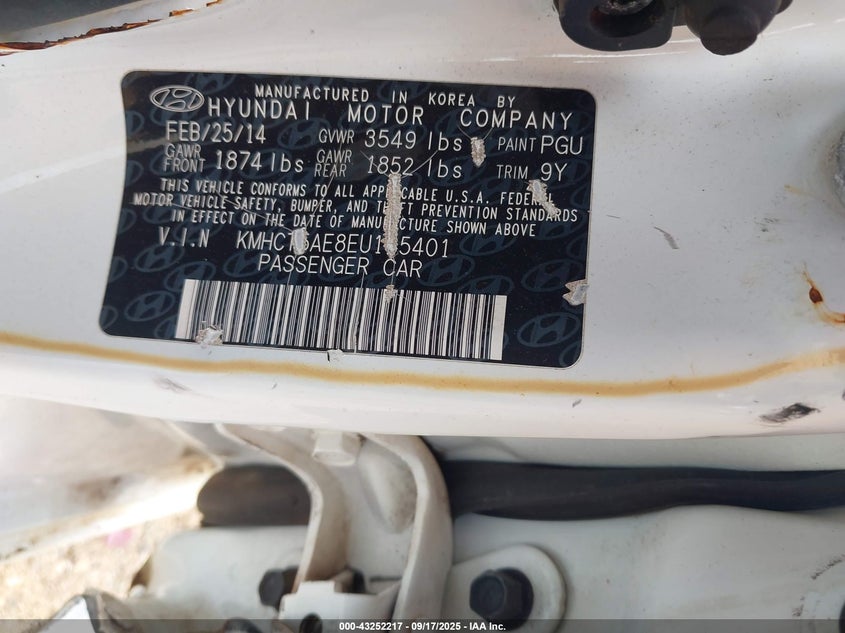 MANUFACTURED IN KOREA BY
HYUNDAI MOTOR COMPANY
FEB/25/14 GVWR 3549 lbs PAINT PGU
GAWR FRONT 1874 lbs GAWR REAR 1852 lbs TRIM 9Y
THIS VEHICLE CONFORMS TO ALL APPLICABLE U.S.A. FEDERAL
MOTOR VEHICLE SAFETY, BUMPER, AND THEFT PREVENTION STANDARDS
IN EFFECT ON THE DATE OF MANUFACTURE SHOWN ABOVE
V.I.N
PASSENGER CAR
000-43252217 - 09/17/2025 - IAA Inc.